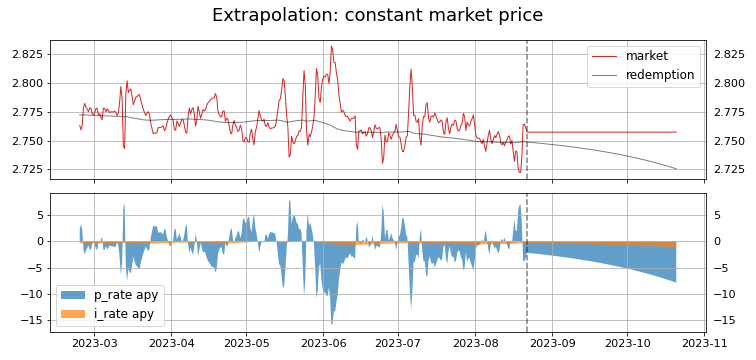 Extrapolation: constant market price
2.825 2.825
2.800 2.800
2.775 2.775
2.750 2.750
2.725 2.725
market
redemption
5 5
0 0
−5 −5
−10 −10
−15 −15
p_rate apy
i_rate apy
2023-03 2023-04 2023-05 2023-06 2023-07 2023-08 2023-09 2023-10 2023-11